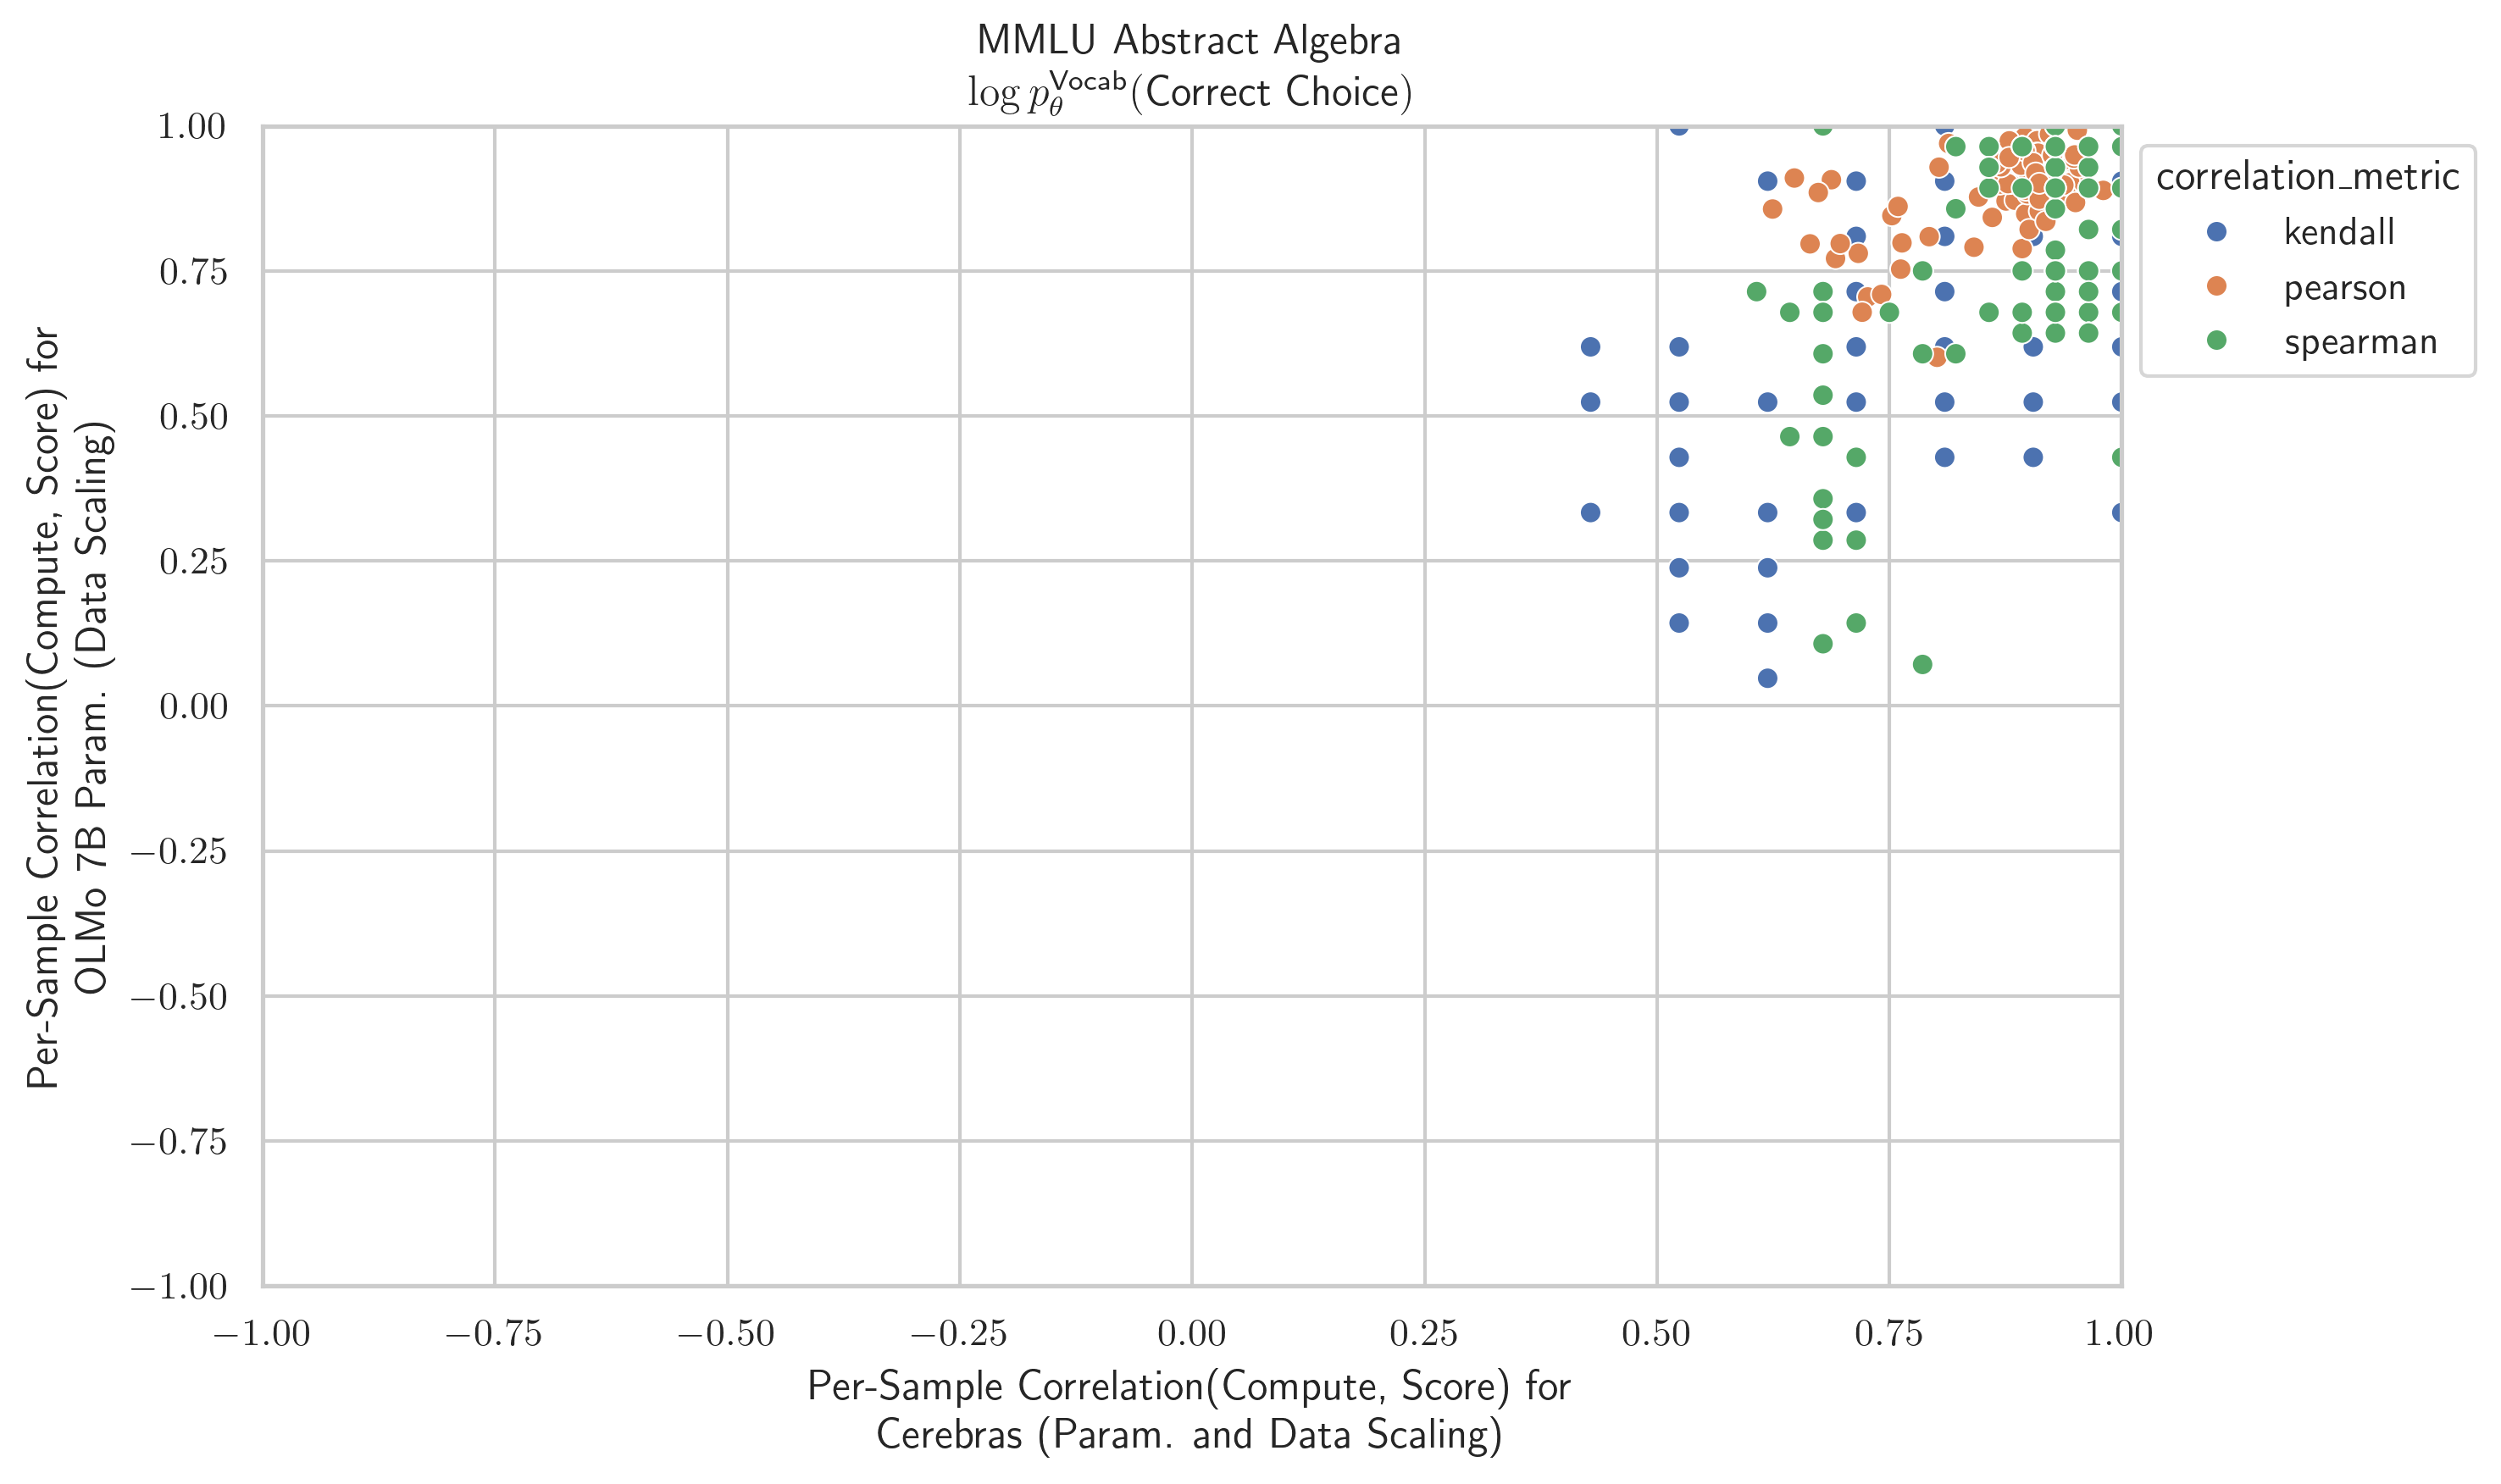 MMLU Abstract Algebra
log p_θ^Vocab(Correct Choice)
Per-Sample Correlation(Compute, Score) for
OLMo 7B Param. (Data Scaling)
1.00
0.75
0.50
0.25
0.00
−0.25
−0.50
−0.75
−1.00
−1.00 −0.75 −0.50 −0.25 0.00 0.25 0.50 0.75 1.00
Per-Sample Correlation(Compute, Score) for
Cerebras (Param. and Data Scaling)
correlation_metric
kendall
pearson
spearman